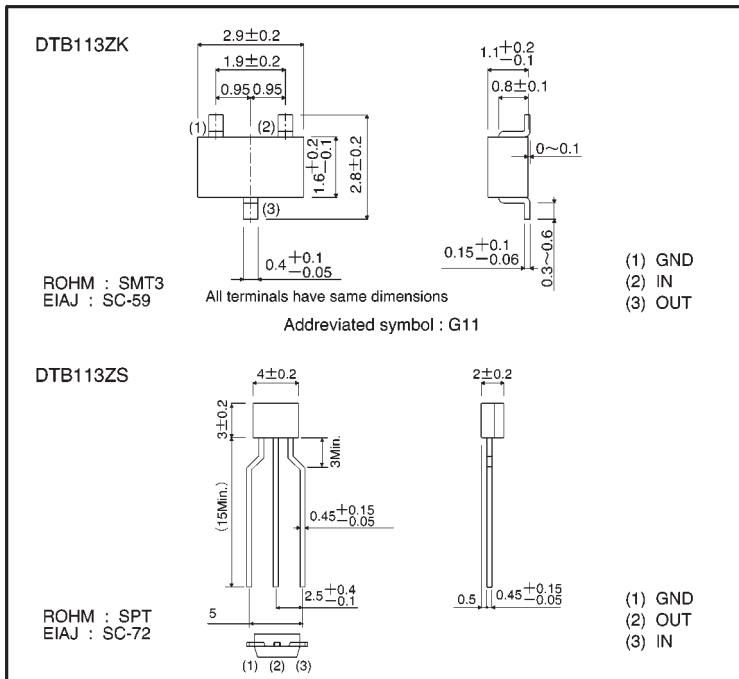 DTB113ZK
2.9±0.2
1.9±0.2
0.95 0.95
(1) (2)
(3)
1.6+0.2 −0.1
2.8±0.2
0.4+0.1 −0.05
1.1+0.2 −0.1
0.8±0.1
0~0.1
0.15+0.1 −0.06
0.3~0.6
ROHM : SMT3
EIAJ : SC-59
All terminals have same dimensions
Addreviated symbol : G11
(1) GND
(2) IN
(3) OUT
DTB113ZS
4±0.2
3±0.2
(15Min.)
3Min.
0.45+0.15 −0.05
2.5+0.4 −0.1
5
(1) (2) (3)
2±0.2
0.5
0.45+0.15 −0.05
ROHM : SPT
EIAJ : SC-72
(1) GND
(2) OUT
(3) IN